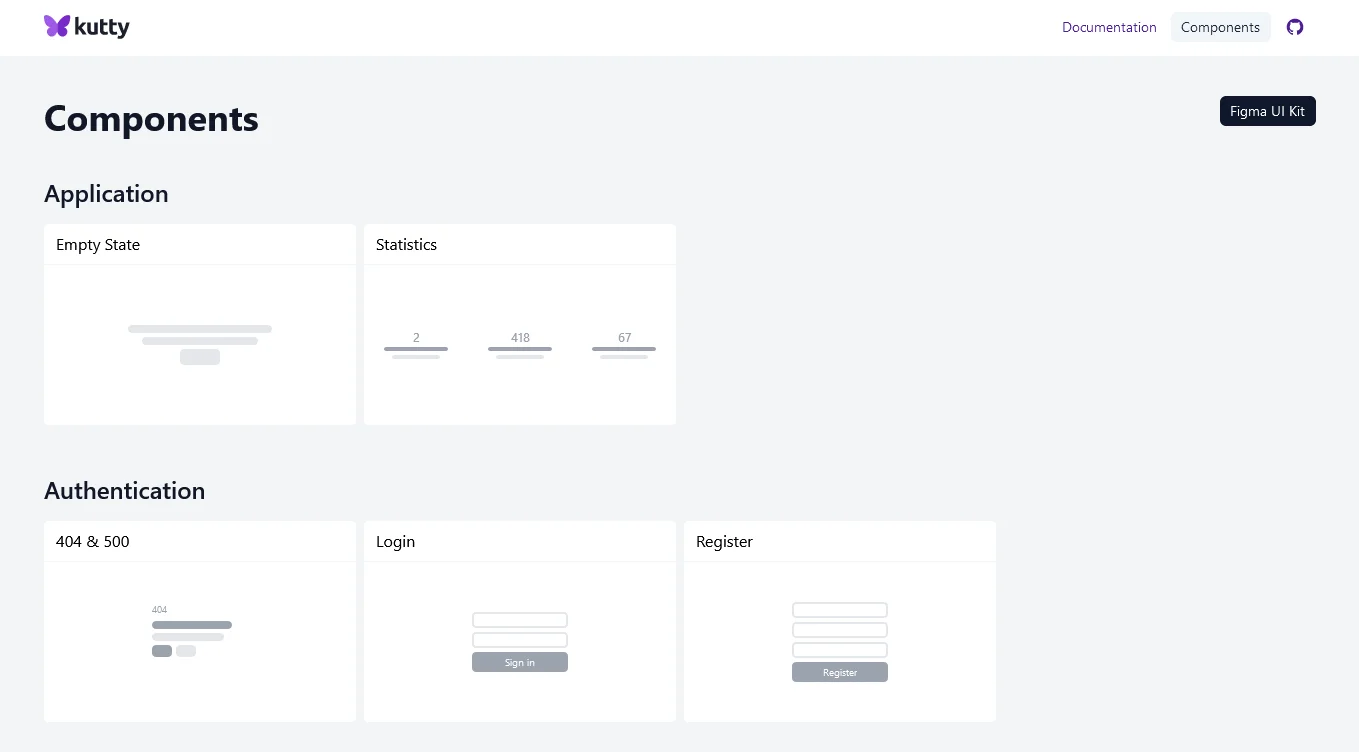 kutty
Documentation
Components
Components
Figma UI Kit
Application
Empty State
Statistics
2
418
67
Authentication
404 & 500
Login
Register
404
Sign in
Register